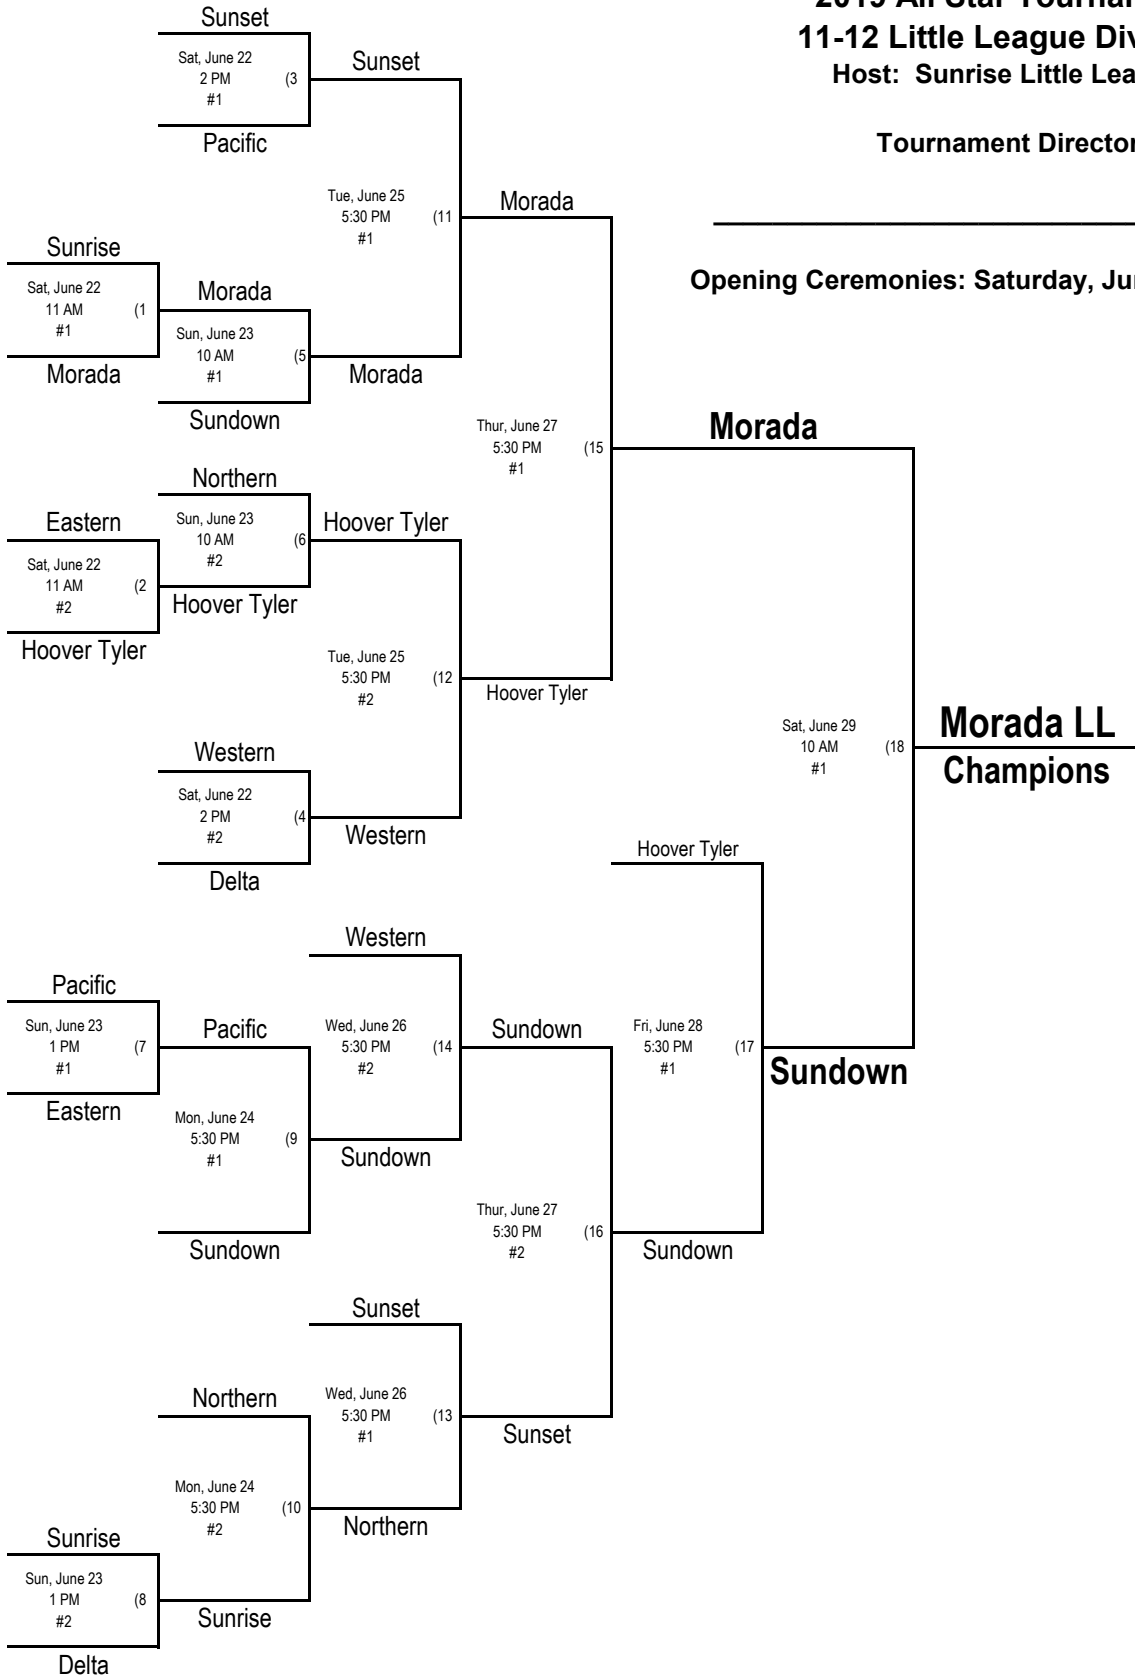 2019 All Star Tournam
11-12 Little League Div
Host: Sunrise Little Lea
Tournament Director
Opening Ceremonies: Saturday, Ju
Sunset
Sat, June 22
2 PM (3
#1
Pacific
Sunset
Tue, June 25
5:30 PM (11
#1
Morada
Sunrise
Sat, June 22
11 AM (1
#1
Morada
Morada
Sun, June 23
10 AM (5
#1
Sundown
Morada
Thur, June 27
5:30 PM (15
#1
Morada
Northern
Sun, June 23
10 AM (6
#2
Hoover Tyler
Eastern
Sat, June 22
11 AM (2
#2
Hoover Tyler
Hoover Tyler
Tue, June 25
5:30 PM (12
#2
Hoover Tyler
Western
Sat, June 22
2 PM (4
#2
Delta
Western
Sat, June 29
10 AM (18
#1
Morada LL
Champions
Hoover Tyler
Western
Pacific
Sun, June 23
1 PM (7
#1
Eastern
Pacific
Mon, June 24
5:30 PM (9
#1
Sundown
Wed, June 26
5:30 PM (14
#2
Sundown
Sundown
Fri, June 28
5:30 PM (17
#1
Sundown
Thur, June 27
5:30 PM (16
#2
Sundown
Sunset
Northern
Wed, June 26
5:30 PM (13
#1
Sunset
Mon, June 24
5:30 PM (10
#2
Northern
Sunrise
Sun, June 23
1 PM (8
#2
Delta
Sunrise